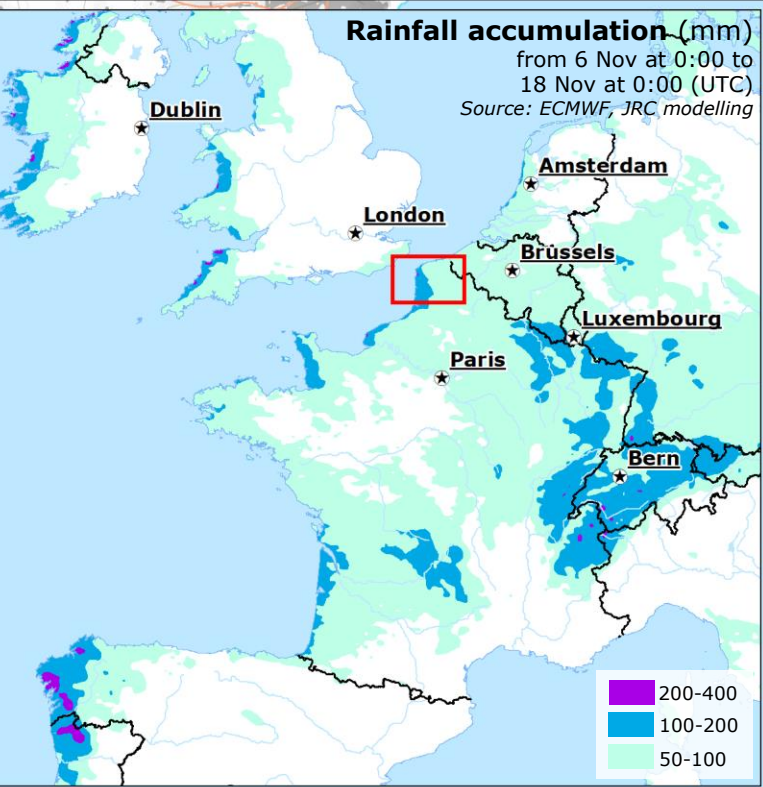 Rainfall accumulation (mm)
from 6 Nov at 0:00 to
18 Nov at 0:00 (UTC)
Source: ECMWF, JRC modelling
Dublin
Amsterdam
London
Brussels
Luxembourg
Paris
Bern
200-400
100-200
50-100